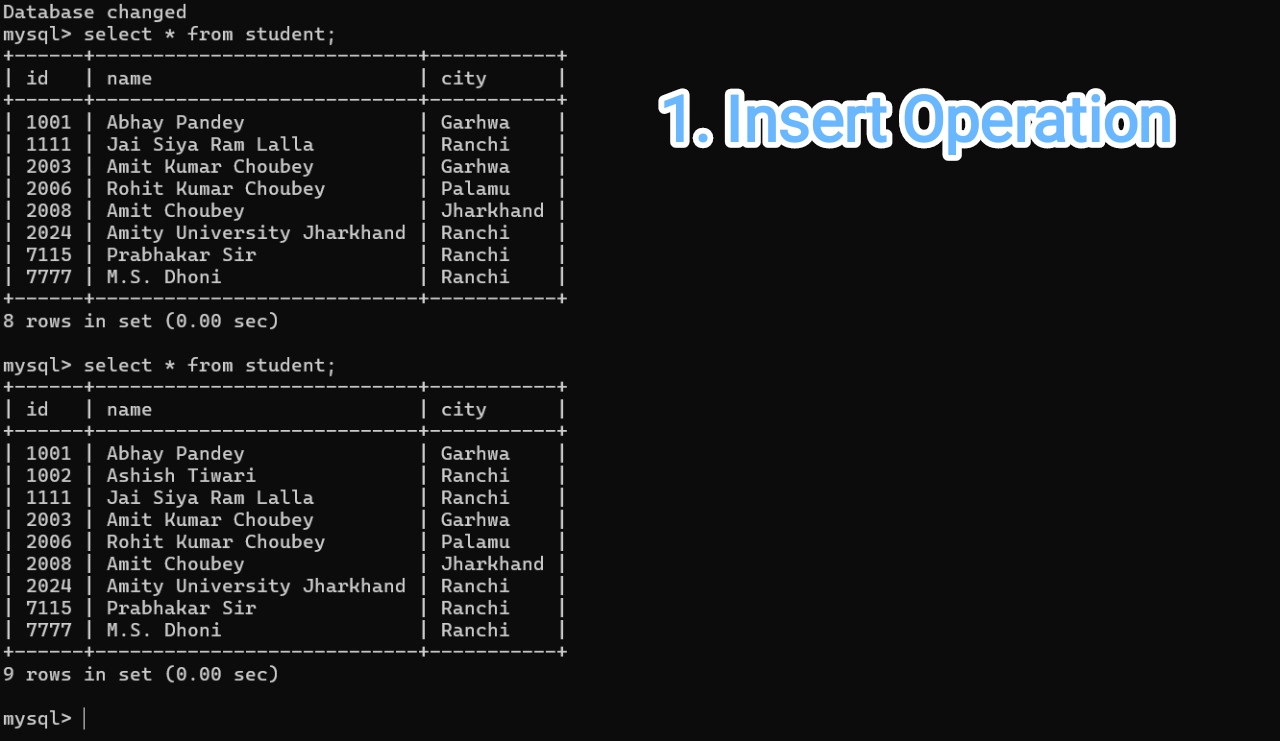 Database changed
mysql> select * from student;
+------+----------------------------+-----------+
| id   | name                       | city      |
+------+----------------------------+-----------+
| 1001 | Abhay Pandey               | Garhwa    |
| 1111 | Jai Siya Ram Lalla         | Ranchi    |
| 2003 | Amit Kumar Choubey         | Garhwa    |
| 2006 | Rohit Kumar Choubey        | Palamu    |
| 2008 | Amit Choubey               | Jharkhand |
| 2024 | Amity University Jharkhand | Ranchi    |
| 7115 | Prabhakar Sir              | Ranchi    |
| 7777 | M.S. Dhoni                 | Ranchi    |
+------+----------------------------+-----------+
8 rows in set (0.00 sec)
mysql> select * from student;
+------+----------------------------+-----------+
| id   | name                       | city      |
+------+----------------------------+-----------+
| 1001 | Abhay Pandey               | Garhwa    |
| 1002 | Ashish Tiwari              | Ranchi    |
| 1111 | Jai Siya Ram Lalla         | Ranchi    |
| 2003 | Amit Kumar Choubey         | Garhwa    |
| 2006 | Rohit Kumar Choubey        | Palamu    |
| 2008 | Amit Choubey               | Jharkhand |
| 2024 | Amity University Jharkhand | Ranchi    |
| 7115 | Prabhakar Sir              | Ranchi    |
| 7777 | M.S. Dhoni                 | Ranchi    |
+------+----------------------------+-----------+
9 rows in set (0.00 sec)
mysql>
1. Insert Operation